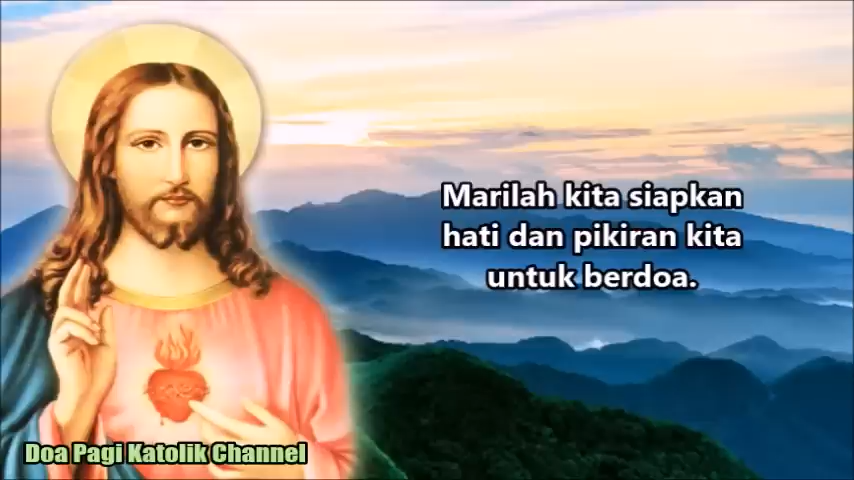 Marilah kita siapkan
hati dan pikiran kita
untuk berdoa.
Doa Pagi Katolik Channel